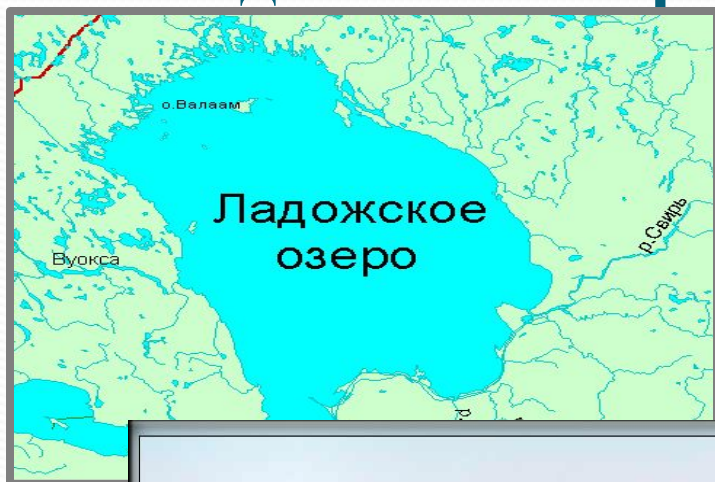 о.Валаам
Ладожское
озеро
р.Свирь
Вуокса